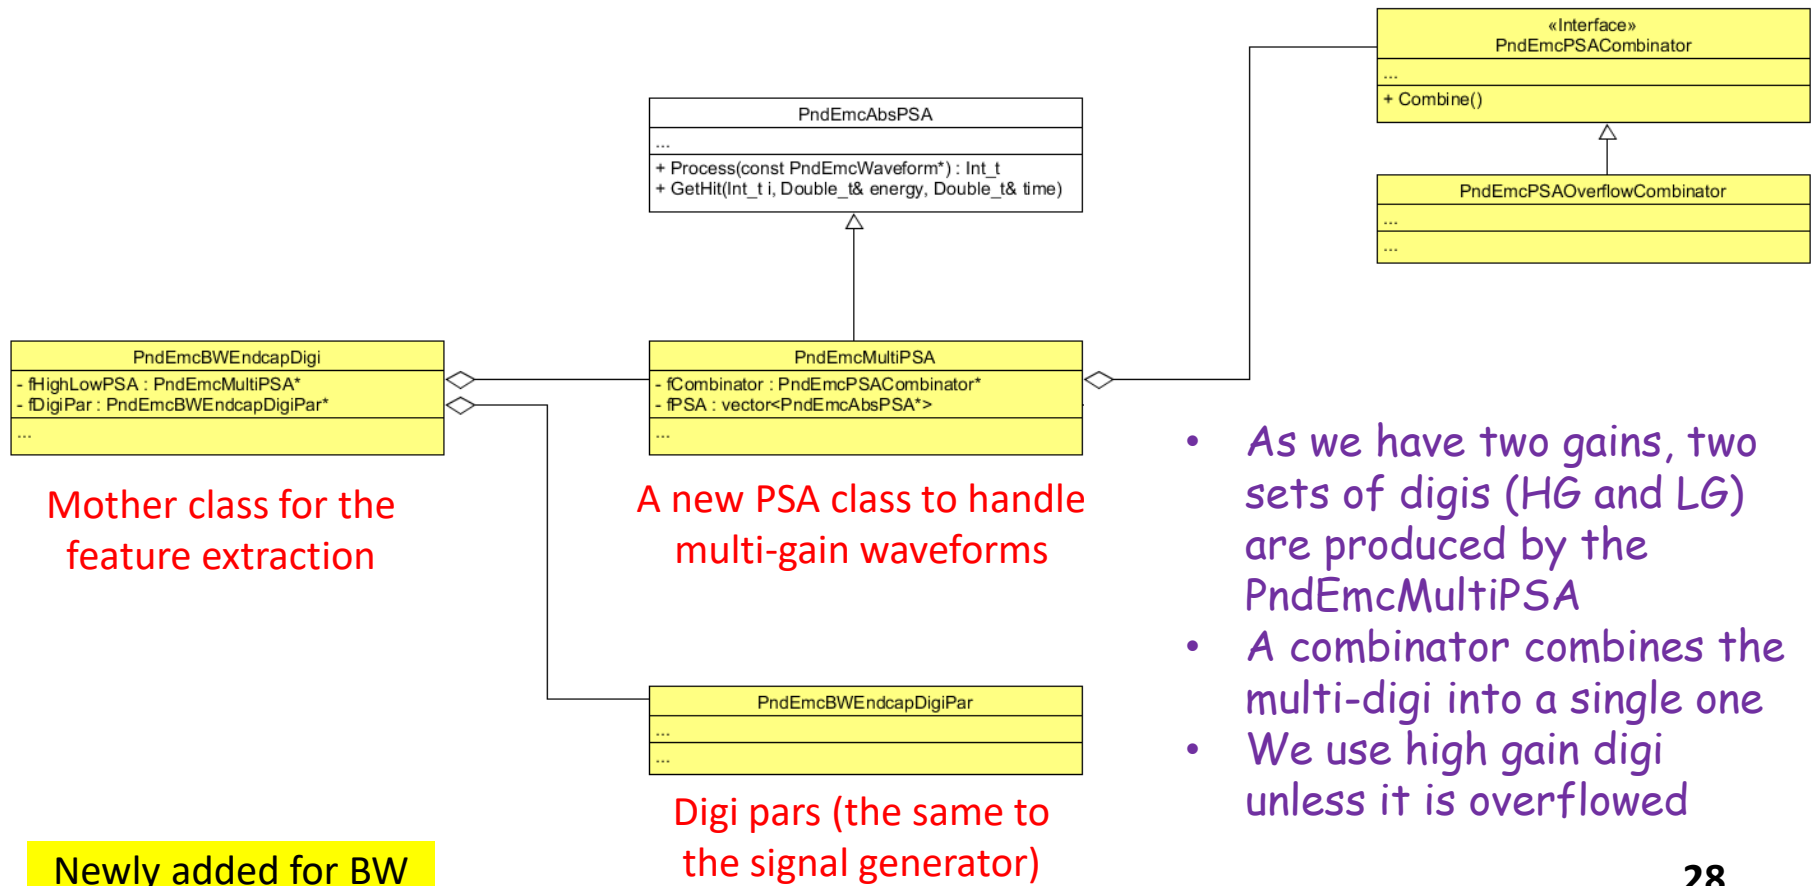 «Interface»
PndEmcPSACombinator
...
+ Combine()
PndEmcAbsPSA
...
+ Process(const PndEmcWaveform*) : Int_t
+ GetHit(Int_t i, Double_t& energy, Double_t& time)
PndEmcPSAOverflowCombinator
...
...
PndEmcBWEndcapDigi
- fHighLowPSA : PndEmcMultiPSA*
- fDigiPar : PndEmcBWEndcapDigiPar*
...
PndEmcMultiPSA
- fCombinator : PndEmcPSACombinator*
- fPSA : vector<PndEmcAbsPSA*>
...
Mother class for the
feature extraction
A new PSA class to handle
multi-gain waveforms
• As we have two gains, two
sets of digis (HG and LG)
are produced by the
PndEmcMultiPSA
• A combinator combines the
multi-digi into a single one
• We use high gain digi
unless it is overflowed
PndEmcBWEndcapDigiPar
...
...
Digi pars (the same to
the signal generator)
Newly added for BW
28